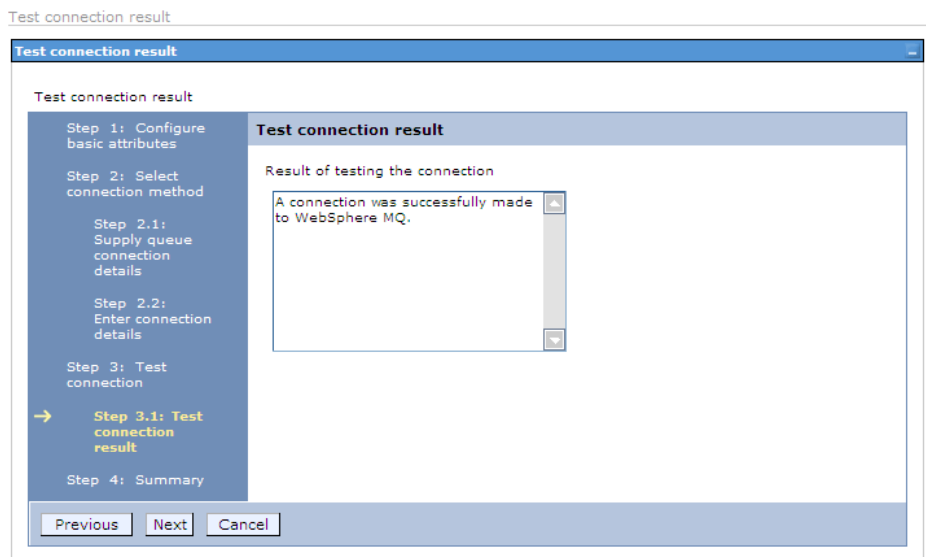 Test connection result
Test connection result
Test connection result
Step 1: Configure
basic attributes
Step 2: Select
connection method
Step 2.1:
Supply queue
connection
details
Step 2.2:
Enter connection
details
Step 3: Test
connection
Step 3.1: Test
connection
result
Step 4: Summary
Test connection result
Result of testing the connection
A connection was successfully made
to WebSphere MQ.
Previous Next Cancel